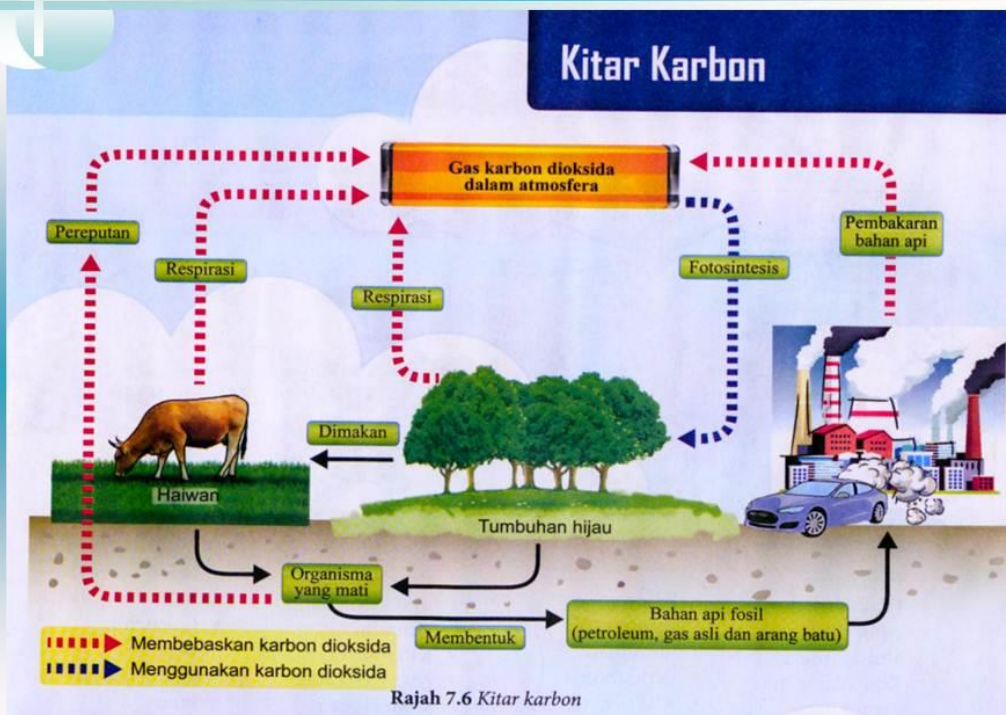 Kitar Karbon
Gas karbon dioksida
dalam atmosfera
Pereputan
Respirasi
Respirasi
Fotosintesis
Pembakaran
bahan api
Dimakan
Haiwan
Tumbuhan hijau
Organisma
yang mati
Membentuk
Bahan api fosil
(petroleum, gas asli dan arang batu)
Membebaskan karbon dioksida
Menggunakan karbon dioksida
Rajah 7.6 Kitar karbon